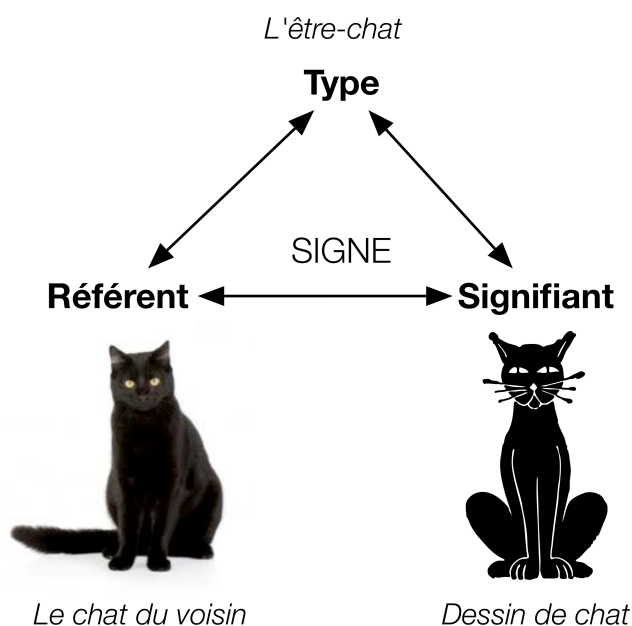 L'être-chat
Type
SIGNE
Référent
Signifiant
Le chat du voisin
Dessin de chat